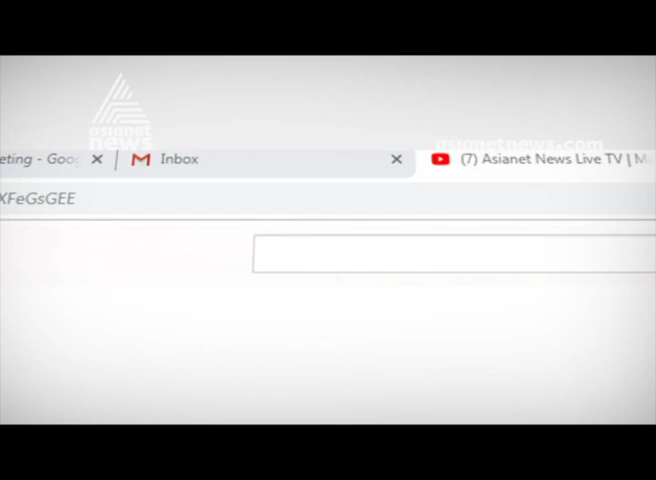 asianet
news
asianetnews.com
eting - Goog
Inbox
(7) Asianet News Live TV | M
XFeGsGEE